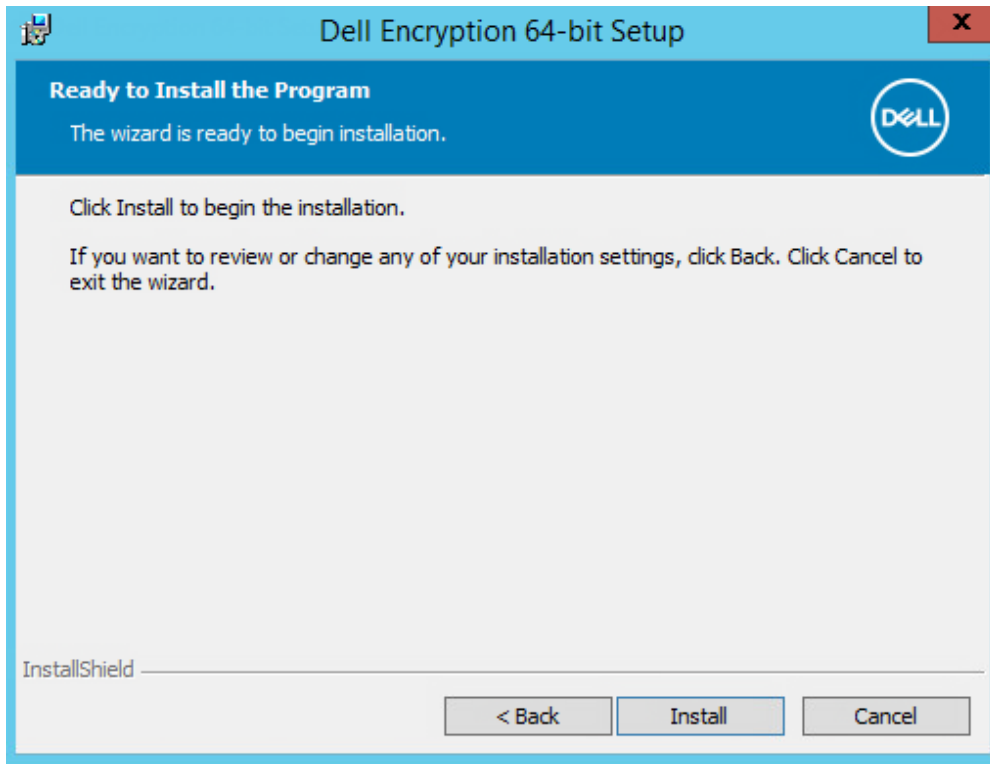 Dell Encryption 64-bit Setup
X
Ready to Install the Program
The wizard is ready to begin installation.
DELL
Click Install to begin the installation.
If you want to review or change any of your installation settings, click Back. Click Cancel to
exit the wizard.
InstallShield
< Back
Install
Cancel